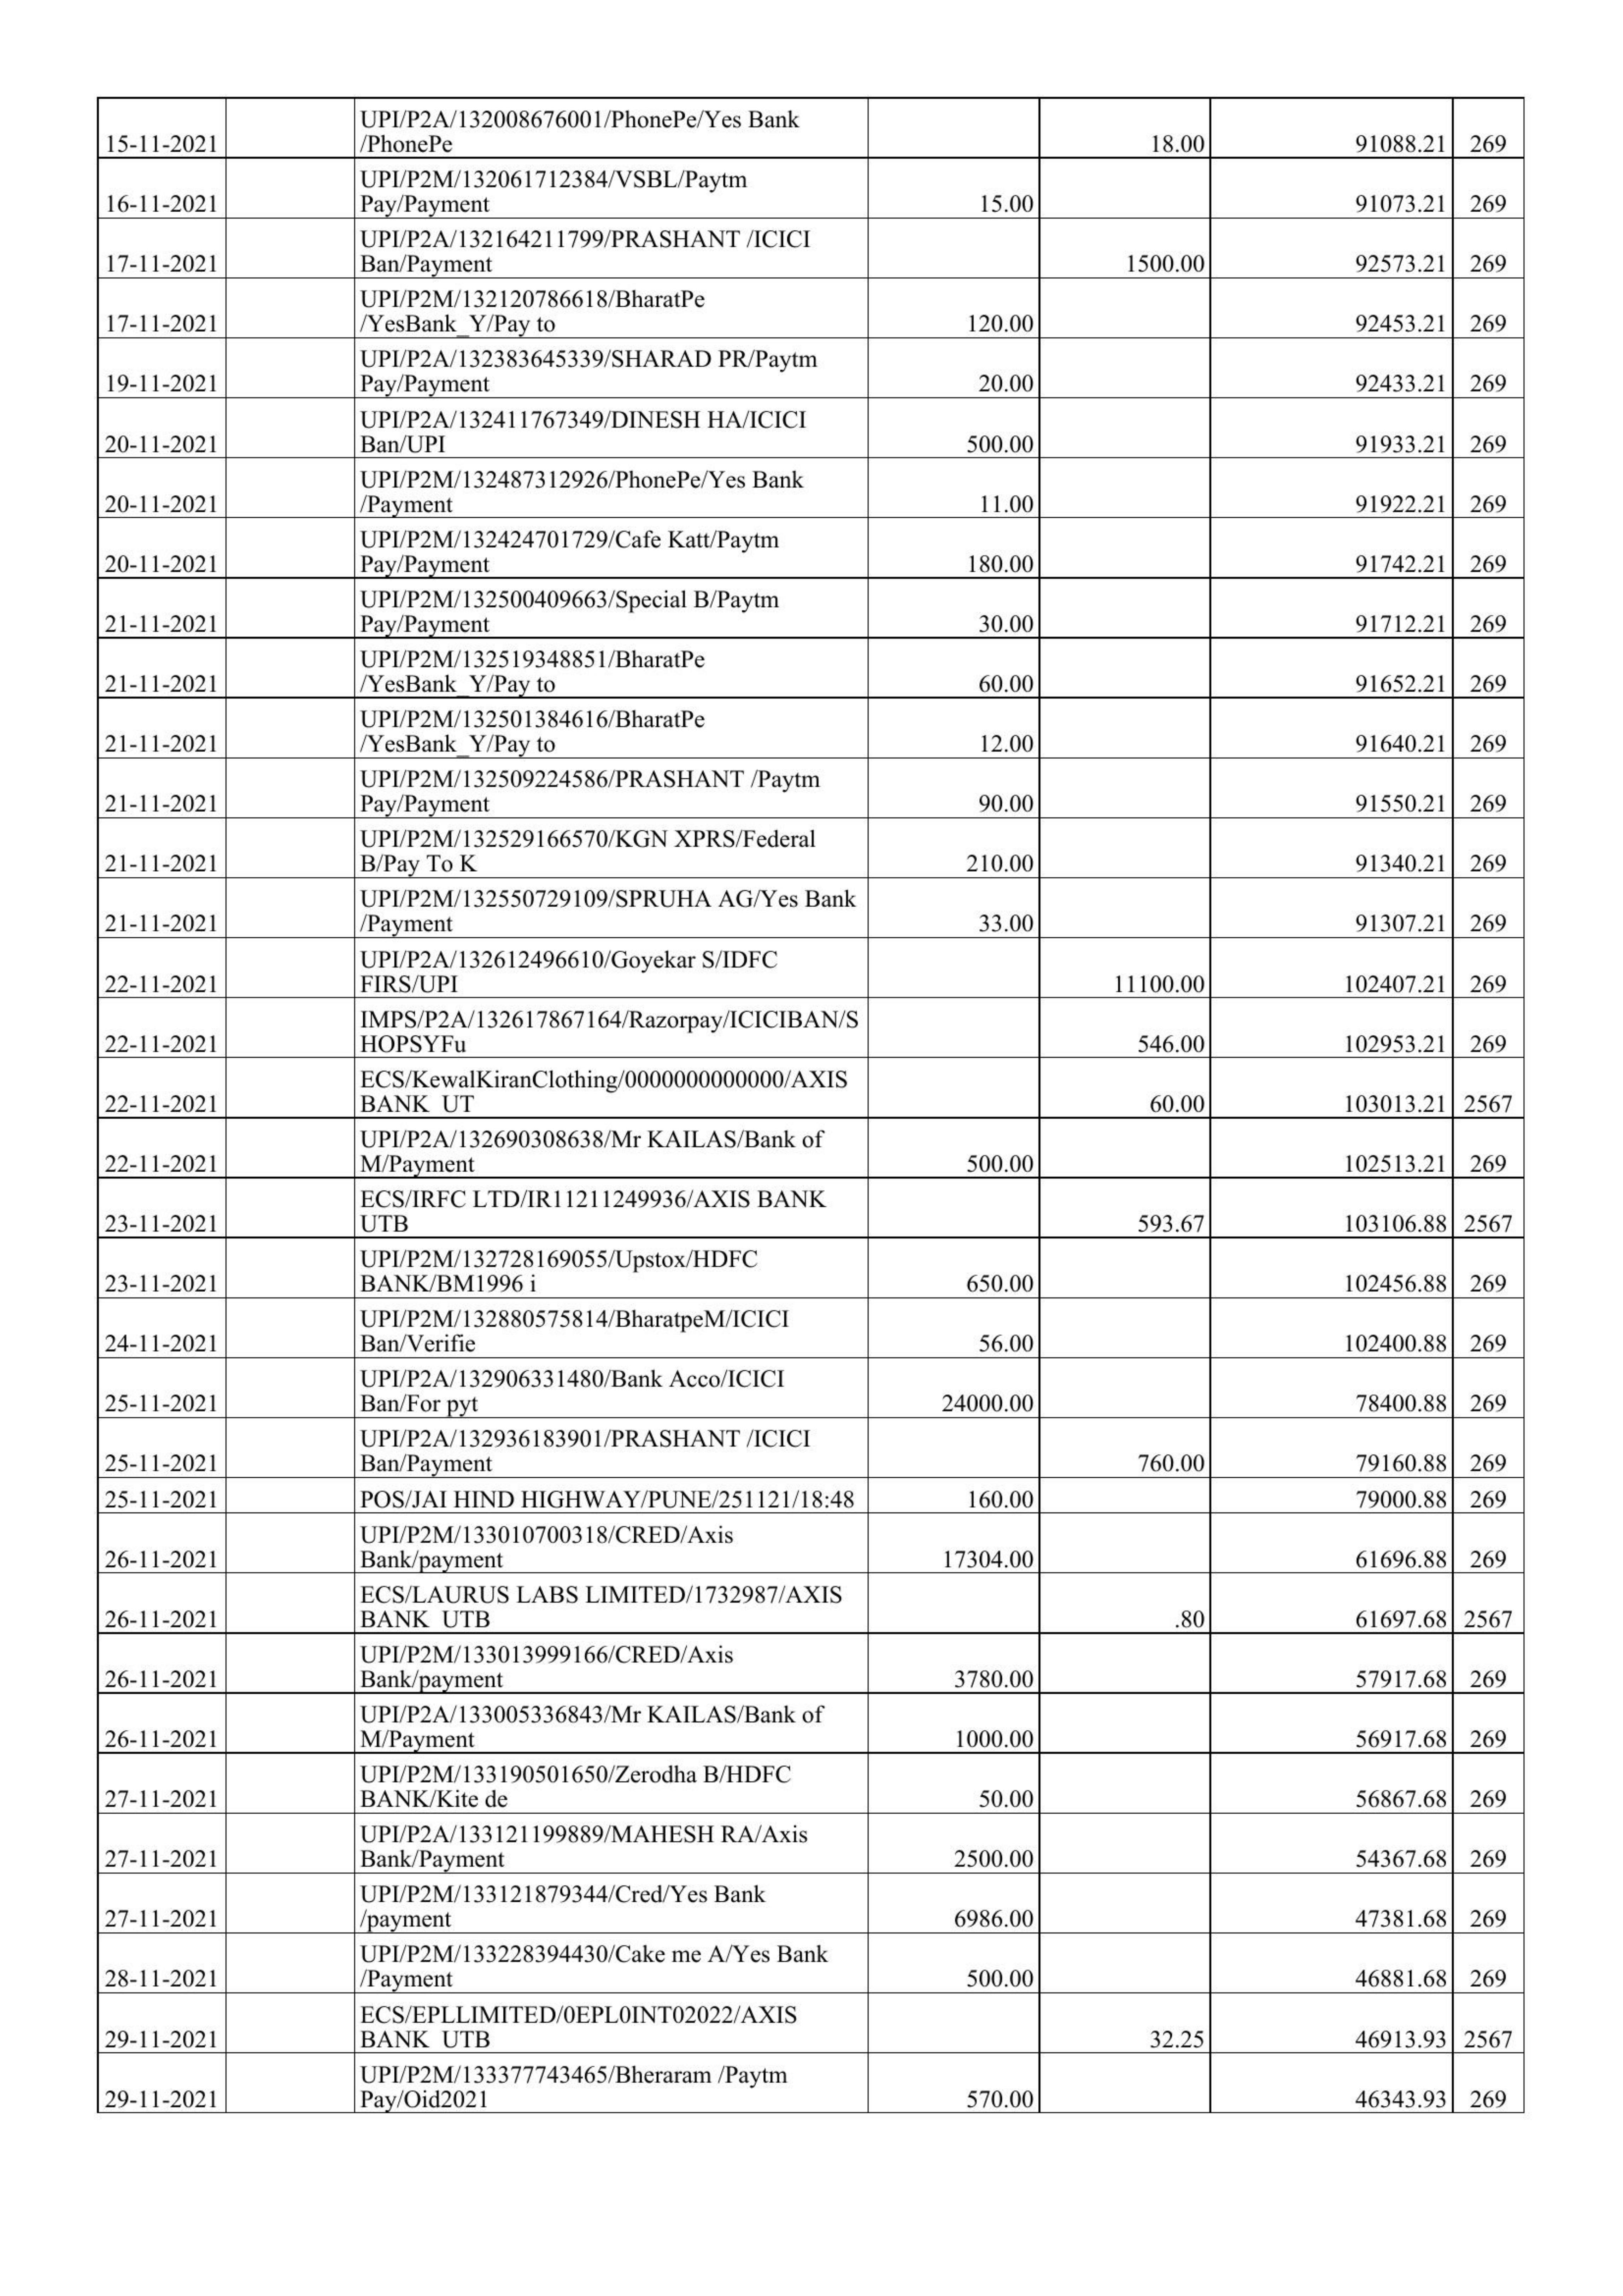 UPI/P2A/132008676001/PhonePe/Yes Bank
15-11-2021 /PhonePe 18.00 91088.21 269
UPI/P2M/132061712384/VSBL/Paytm
16-11-2021 Pay/Payment 15.00 91073.21 269
UPI/P2A/132164211799/PRASHANT /ICICI
17-11-2021 Ban/Payment 1500.00 92573.21 269
UPI/P2M/132120786618/BharatPe
17-11-2021 /YesBank_Y/Pay to 120.00 92453.21 269
UPI/P2A/132383645339/SHARAD PR/Paytm
19-11-2021 Pay/Payment 20.00 92433.21 269
UPI/P2A/132411767349/DINESH HA/ICICI
20-11-2021 Ban/UPI 500.00 91933.21 269
UPI/P2M/132487312926/PhonePe/Yes Bank
20-11-2021 /Payment 11.00 91922.21 269
UPI/P2M/132424701729/Cafe Katt/Paytm
20-11-2021 Pay/Payment 180.00 91742.21 269
UPI/P2M/132500409663/Special B/Paytm
21-11-2021 Pay/Payment 30.00 91712.21 269
UPI/P2M/132519348851/BharatPe
21-11-2021 /YesBank_Y/Pay to 60.00 91652.21 269
UPI/P2M/132501384616/BharatPe
21-11-2021 /YesBank_Y/Pay to 12.00 91640.21 269
UPI/P2M/132509224586/PRASHANT /Paytm
21-11-2021 Pay/Payment 90.00 91550.21 269
UPI/P2M/132529166570/KGN XPRS/Federal
21-11-2021 B/Pay To K 210.00 91340.21 269
UPI/P2M/132550729109/SPRUHA AG/Yes Bank
21-11-2021 /Payment 33.00 91307.21 269
UPI/P2A/132612496610/Goyekar S/IDFC
22-11-2021 FIRS/UPI 11100.00 102407.21 269
IMPS/P2A/132617867164/Razorpay/ICICIBAN/S
22-11-2021 HOPSYFu 546.00 102953.21 269
ECS/KewalKiranClothing/0000000000000/AXIS
22-11-2021 BANK UT 60.00 103013.21 2567
UPI/P2A/132690308638/Mr KAILAS/Bank of
22-11-2021 M/Payment 500.00 102513.21 269
ECS/IRFC LTD/IR11211249936/AXIS BANK
23-11-2021 UTB 593.67 103106.88 2567
UPI/P2M/132728169055/Upstox/HDFC
23-11-2021 BANK/BM1996 i 650.00 102456.88 269
UPI/P2M/132880575814/BharatpeM/ICICI
24-11-2021 Ban/Verifie 56.00 102400.88 269
UPI/P2A/132906331480/Bank Acco/ICICI
25-11-2021 Ban/For pyt 24000.00 78400.88 269
UPI/P2A/132936183901/PRASHANT /ICICI
25-11-2021 Ban/Payment 760.00 79160.88 269
25-11-2021 POS/JAI HIND HIGHWAY/PUNE/251121/18:48 160.00 79000.88 269
UPI/P2M/133010700318/CRED/Axis
26-11-2021 Bank/payment 17304.00 61696.88 269
ECS/LAURUS LABS LIMITED/1732987/AXIS
26-11-2021 BANK UTB .80 61697.68 2567
UPI/P2M/133013999166/CRED/Axis
26-11-2021 Bank/payment 3780.00 57917.68 269
UPI/P2A/133005336843/Mr KAILAS/Bank of
26-11-2021 M/Payment 1000.00 56917.68 269
UPI/P2M/133190501650/Zerodha B/HDFC
27-11-2021 BANK/Kite de 50.00 56867.68 269
UPI/P2A/133121199889/MAHESH RA/Axis
27-11-2021 Bank/Payment 2500.00 54367.68 269
UPI/P2M/133121879344/Cred/Yes Bank
27-11-2021 /payment 6986.00 47381.68 269
UPI/P2M/133228394430/Cake me A/Yes Bank
28-11-2021 /Payment 500.00 46881.68 269
ECS/EPLLIMITED/0EPL0INT02022/AXIS
29-11-2021 BANK UTB 32.25 46913.93 2567
UPI/P2M/133377743465/Bheraram /Paytm
29-11-2021 Pay/Oid2021 570.00 46343.93 269